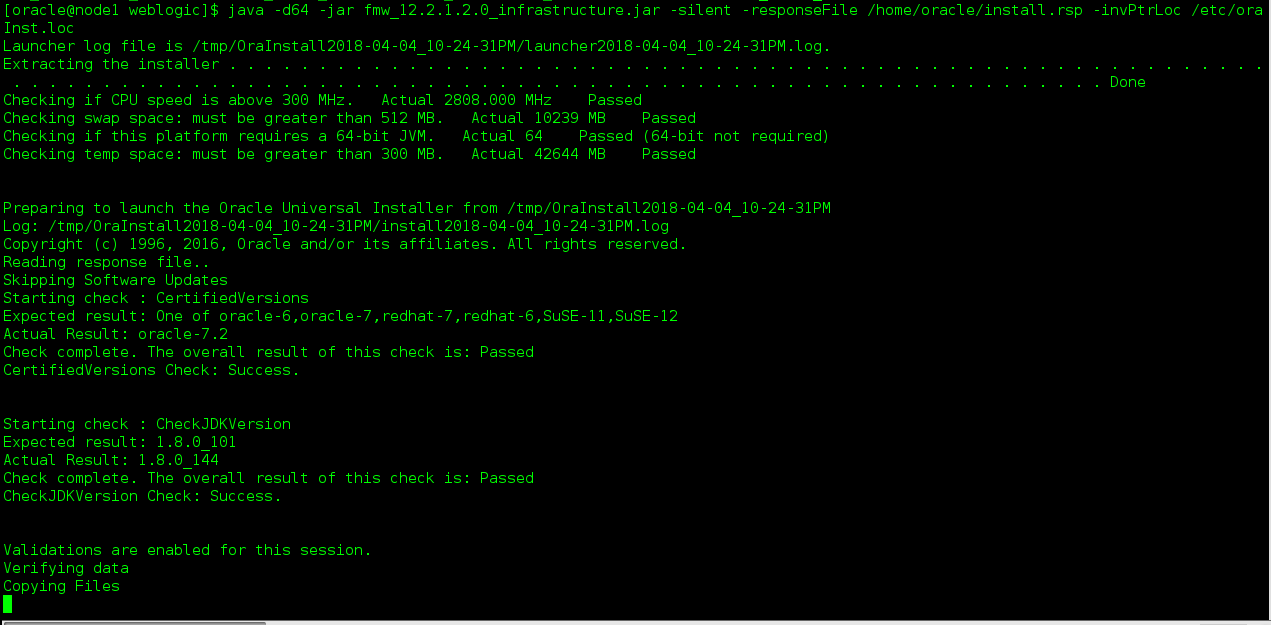 [oracle@node1 weblogic]$ java -d64 -jar fmw_12.2.1.2.0_infrastructure.jar -silent -responseFile /home/oracle/install.rsp -invPtrLoc /etc/ora
Inst.loc
Launcher log file is /tmp/OraInstall2018-04-04_10-24-31PM/launcher2018-04-04_10-24-31PM.log.
Extracting the installer . . . . . . . . . . . . . . . . . . . . . . . . . . . . . . . . . . . . . . . . . . . . . . . . . . . . . . . . . .
. . . . . . . . . . . . . . . . . . . . . . . . . . . . . . . . . . . . . . . . . . . . . . . . . . . . . . . . . . . . . Done
Checking if CPU speed is above 300 MHz.   Actual 2808.000 MHz    Passed
Checking swap space: must be greater than 512 MB.   Actual 10239 MB    Passed
Checking if this platform requires a 64-bit JVM.   Actual 64    Passed (64-bit not required)
Checking temp space: must be greater than 300 MB.   Actual 42644 MB    Passed
Preparing to launch the Oracle Universal Installer from /tmp/OraInstall2018-04-04_10-24-31PM
Log: /tmp/OraInstall2018-04-04_10-24-31PM/install2018-04-04_10-24-31PM.log
Copyright (c) 1996, 2016, Oracle and/or its affiliates. All rights reserved.
Reading response file..
Skipping Software Updates
Starting check : CertifiedVersions
Expected result: One of oracle-6,oracle-7,redhat-7,redhat-6,SuSE-11,SuSE-12
Actual Result: oracle-7.2
Check complete. The overall result of this check is: Passed
CertifiedVersions Check: Success.
Starting check : CheckJDKVersion
Expected result: 1.8.0_101
Actual Result: 1.8.0_144
Check complete. The overall result of this check is: Passed
CheckJDKVersion Check: Success.
Validations are enabled for this session.
Verifying data
Copying Files